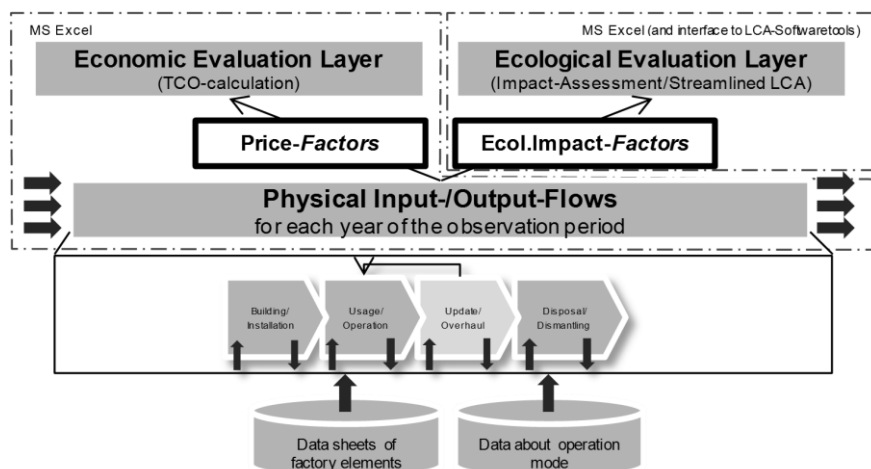 MS Excel
MS Excel (and interface to LCA-Softwaretools)
Economic Evaluation Layer
(TCO-calculation)
Ecological Evaluation Layer
(Impact-Assessment/Streamlined LCA)
Price-Factors
Ecol.Impact-Factors
Physical Input-/Output-Flows
for each year of the observation period
Building/
Installation
Usage/
Operation
Update/
Overhaul
Disposal/
Dismantling
Data sheets of
factory elements
Data about operation
mode